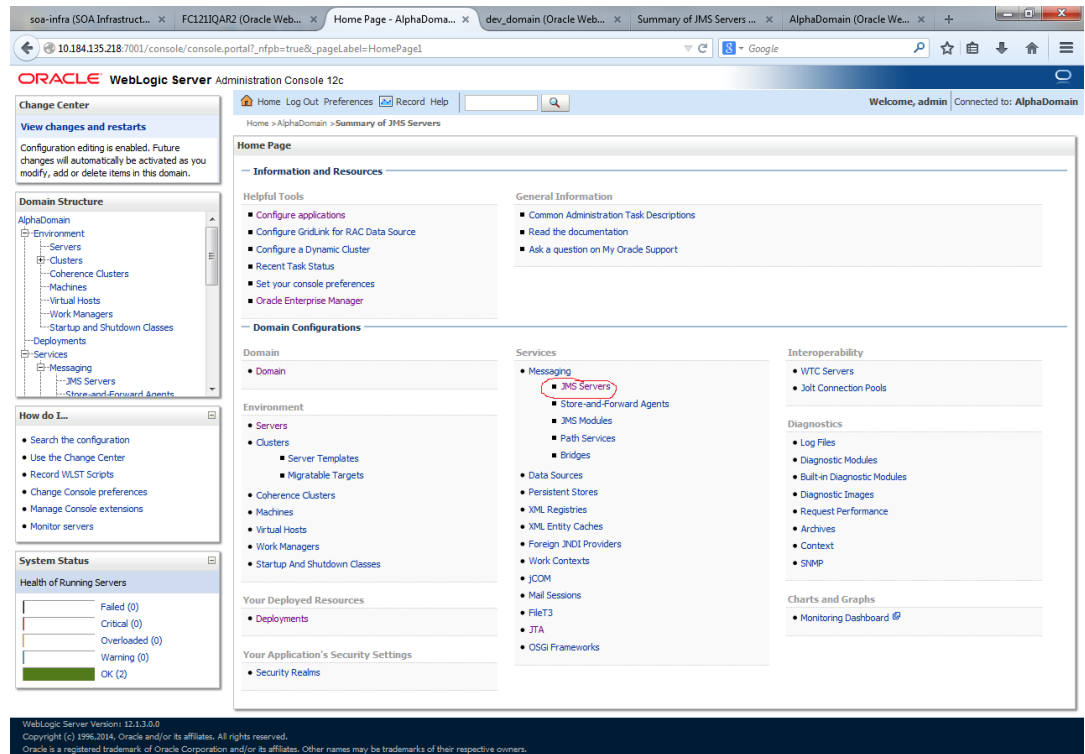 soa-infra (SOA Infrastruct...
FC121IQAR2 (Oracle Web...
Home Page - AlphaDoma...
dev_domain (Oracle Web...
Summary of JMS Servers ...
AlphaDomain (Oracle We...
10.184.135.218:7001/console/console.portal?_nfpb=true&_pageLabel=HomePage1
Google
ORACLE WebLogic Server Administration Console 12c
Change Center
View changes and restarts
Configuration editing is enabled. Future
changes will automatically be activated as you
modify, add or delete items in this domain.
Domain Structure
AlphaDomain
Environment
Servers
Clusters
Coherence Clusters
Machines
Virtual Hosts
Work Managers
Startup and Shutdown Classes
Deployments
Services
Messaging
JMS Servers
Store-and-Forward Agents
How do I...
Search the configuration
Use the Change Center
Record WLST Scripts
Change Console preferences
Manage Console extensions
Monitor servers
System Status
Health of Running Servers
Failed (0)
Critical (0)
Overloaded (0)
Warning (0)
OK (2)
Home Log Out Preferences Record Help
Welcome, admin
Connected to: AlphaDomain
Home >AlphaDomain >Summary of JMS Servers
Home Page
Information and Resources
Helpful Tools
Configure applications
Configure GridLink for RAC Data Source
Configure a Dynamic Cluster
Recent Task Status
Set your console preferences
Oracle Enterprise Manager
General Information
Common Administration Task Descriptions
Read the documentation
Ask a question on My Oracle Support
Domain Configurations
Domain
Domain
Environment
Servers
Clusters
Server Templates
Migratable Targets
Coherence Clusters
Machines
Virtual Hosts
Work Managers
Startup And Shutdown Classes
Your Deployed Resources
Deployments
Your Application's Security Settings
Security Realms
Services
Messaging
JMS Servers
Store-and-Forward Agents
JMS Modules
Path Services
Bridges
Data Sources
Persistent Stores
XML Registries
XML Entity Caches
Foreign JNDI Providers
Work Contexts
jCOM
Mail Sessions
FileT3
JTA
OSGi Frameworks
Interoperability
WTC Servers
Jolt Connection Pools
Diagnostics
Log Files
Diagnostic Modules
Built-in Diagnostic Modules
Diagnostic Images
Request Performance
Archives
Context
SNMP
Charts and Graphs
Monitoring Dashboard
WebLogic Server Version: 12.1.3.0.0
Copyright (c) 1996,2014, Oracle and/or its affiliates. All rights reserved.
Oracle is a registered trademark of Oracle Corporation and/or its affiliates. Other names may be trademarks of their respective owners.